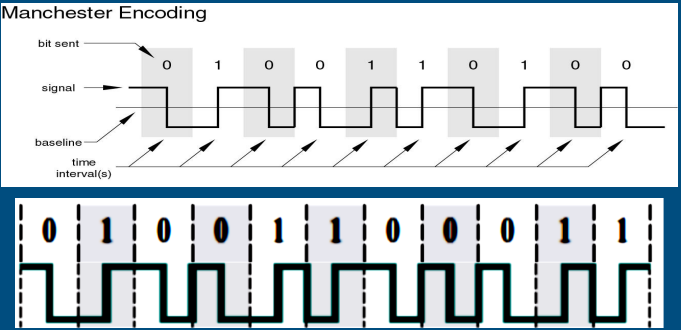 Manchester Encoding
bit sent
0 1 0 0 1 1 0 1 0 0
signal
baseline
time
interval(s)
0 1 0 0 1 1 0 0 0 1 1